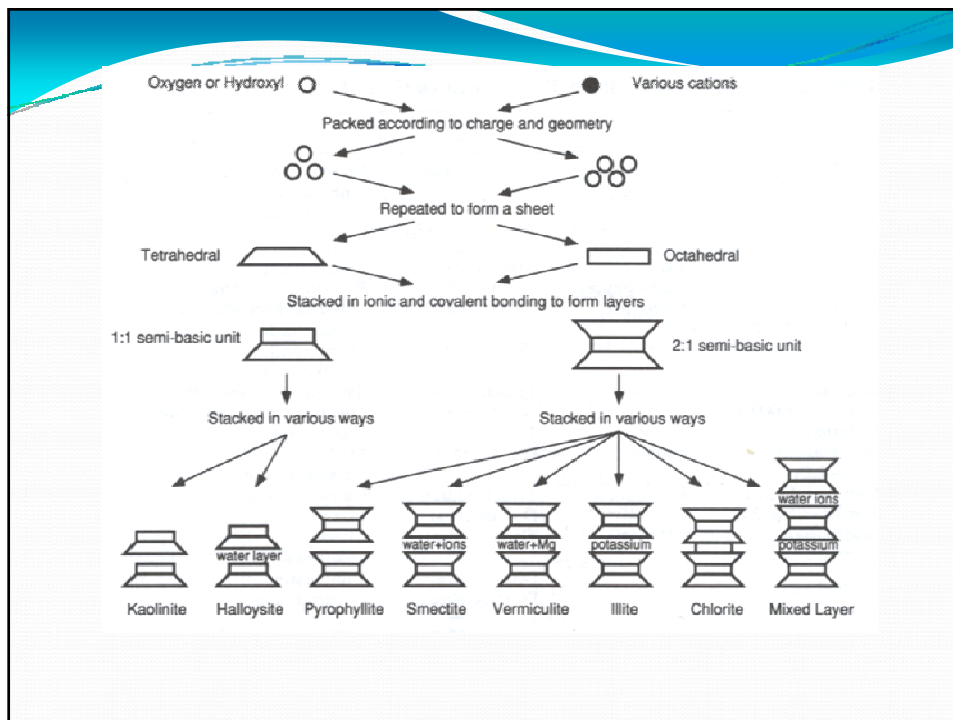 Oxygen or Hydroxyl
Various cations
Packed according to charge and geometry
Repeated to form a sheet
Tetrahedral
Octahedral
Stacked in ionic and covalent bonding to form layers
1:1 semi-basic unit
2:1 semi-basic unit
Stacked in various ways
Stacked in various ways
water ions
water layer
water+ions
water+Mg
potassium
potassium
Kaolinite
Halloysite
Pyrophyllite
Smectite
Vermiculite
Illite
Chlorite
Mixed Layer